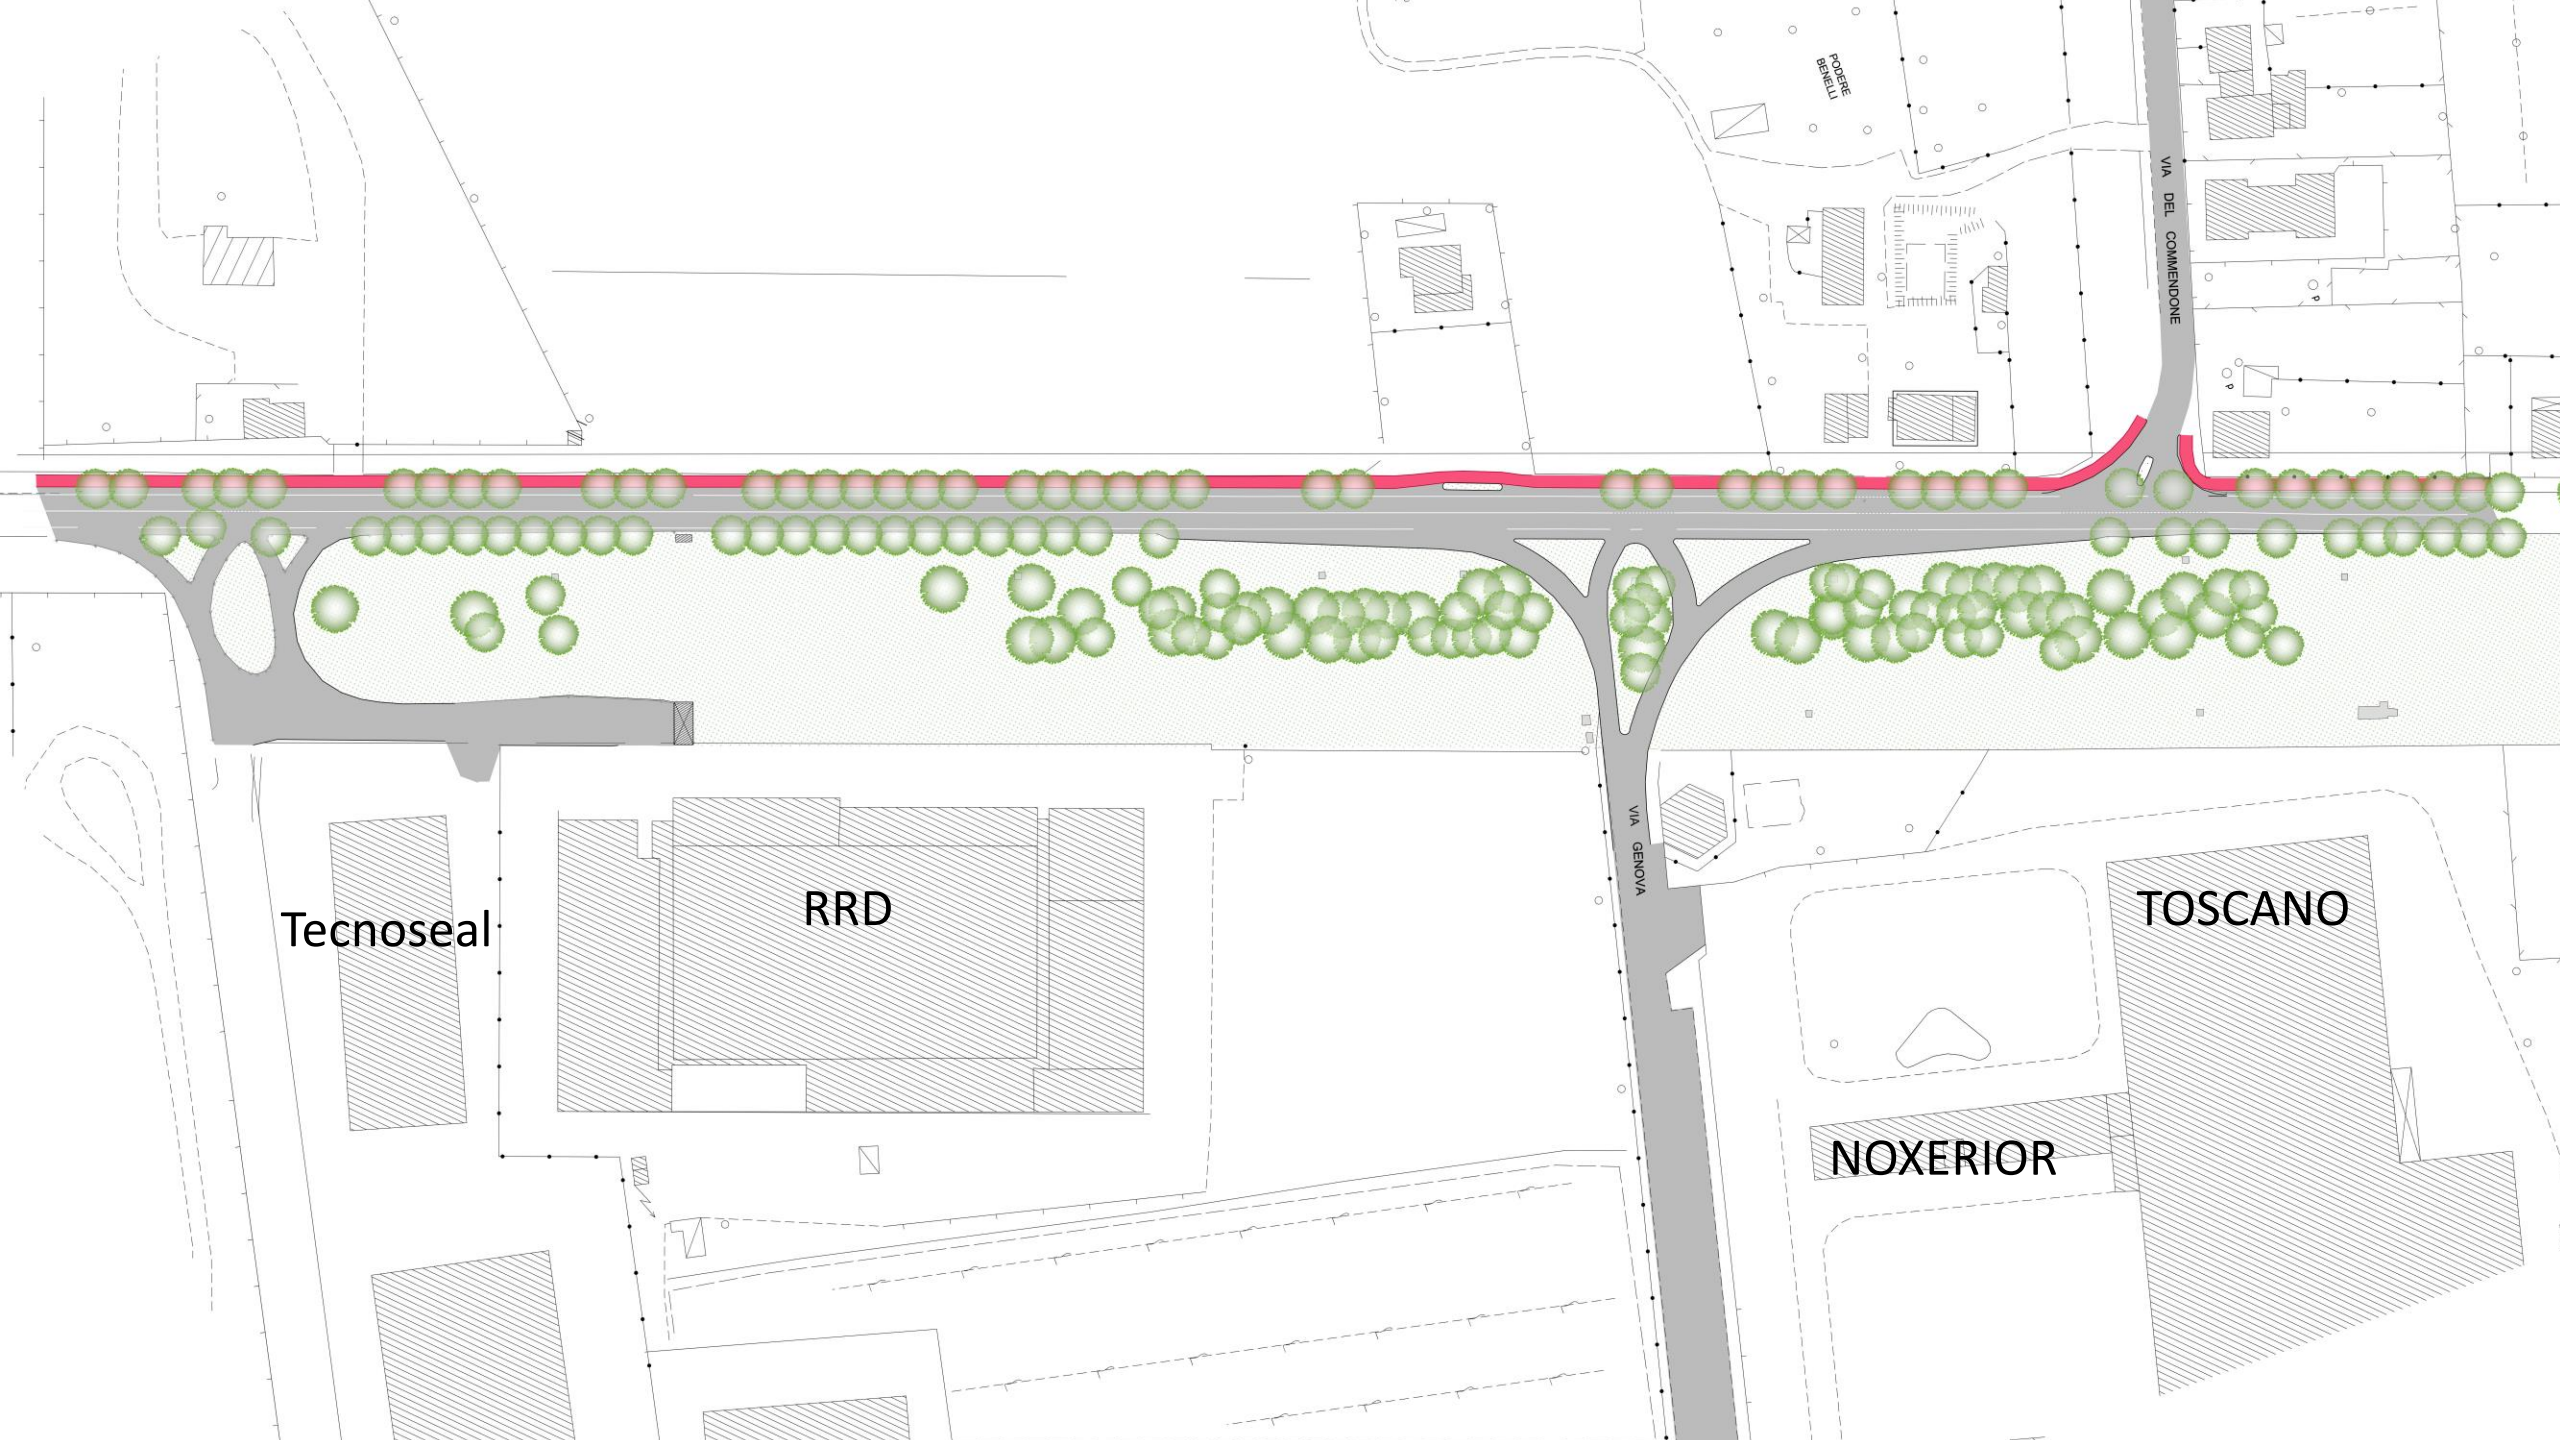 PODERE
BENELLI
VIA DEL COMMENDONE
P
P
VIA GENOVA
Tecnoseal
RRD
TOSCANO
NOXERIOR